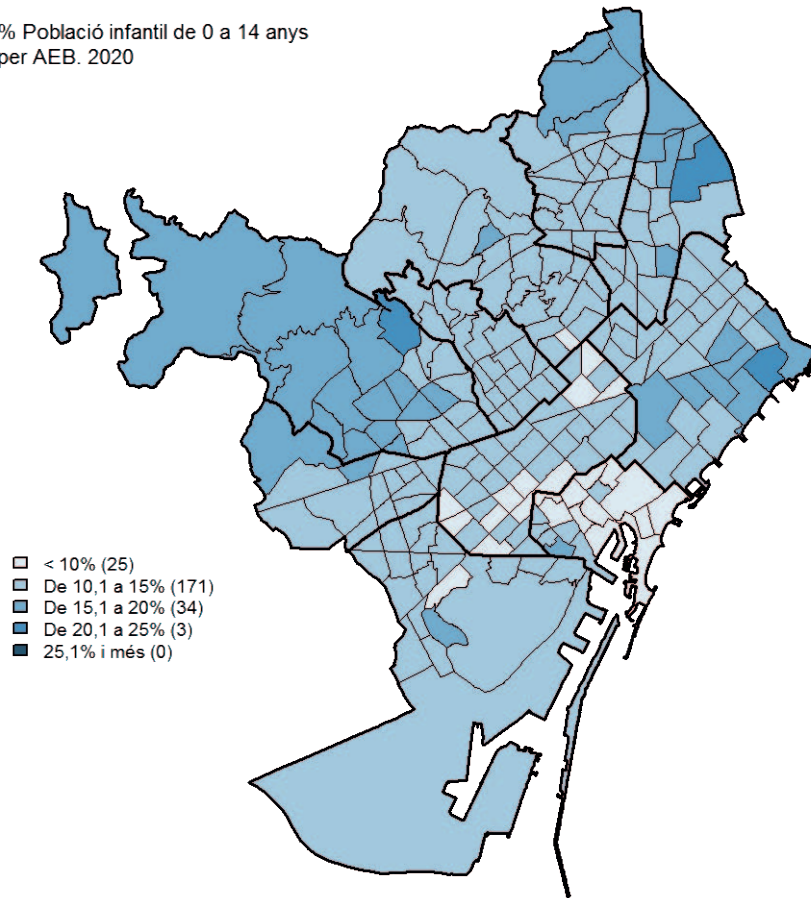 % Població infantil de 0 a 14 anys
per AEB. 2020
< 10% (25)
De 10,1 a 15% (171)
De 15,1 a 20% (34)
De 20,1 a 25% (3)
25,1% i més (0)